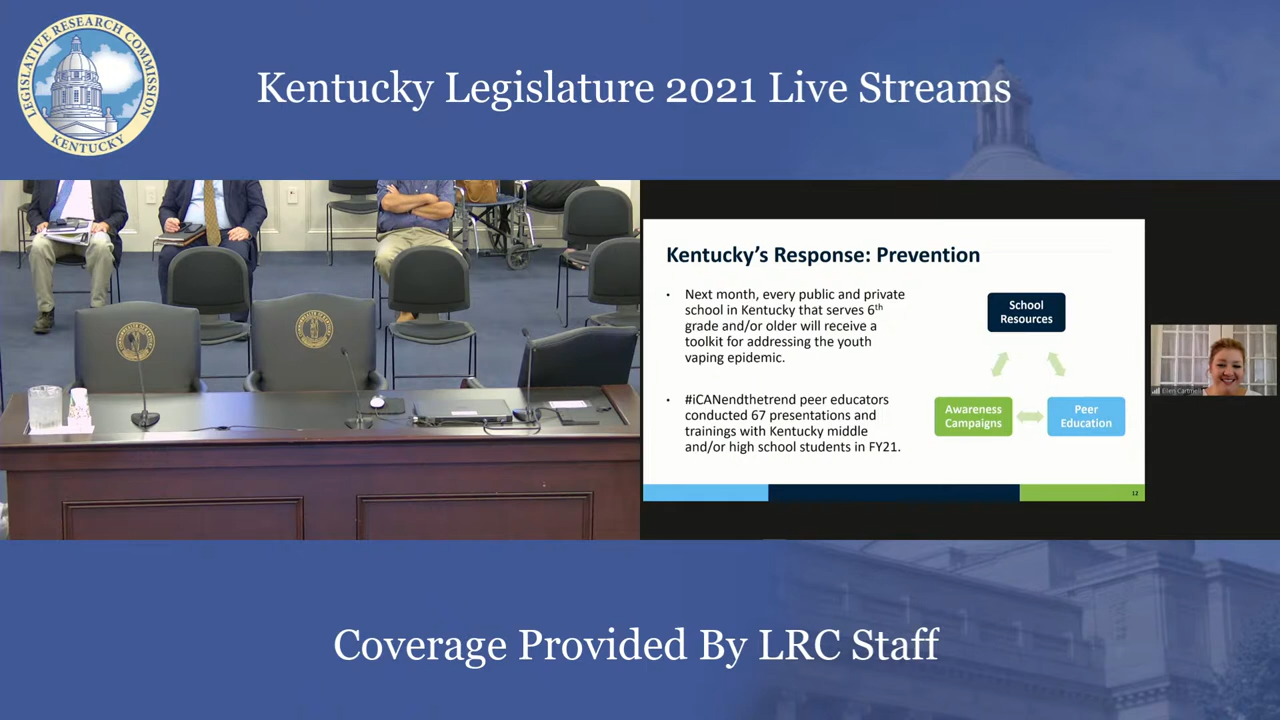 LEGISLATIVE RESEARCH COMMISSION
KENTUCKY
Kentucky Legislature 2021 Live Streams
Kentucky's Response: Prevention
• Next month, every public and private
school in Kentucky that serves 6th
grade and/or older will receive a
toolkit for addressing the youth
vaping epidemic.
• #iCANendthetrend peer educators
conducted 67 presentations and
trainings with Kentucky middle
and/or high school students in FY21.
School
Resources
Awareness
Campaigns
Peer
Education
12
Coverage Provided By LRC Staff